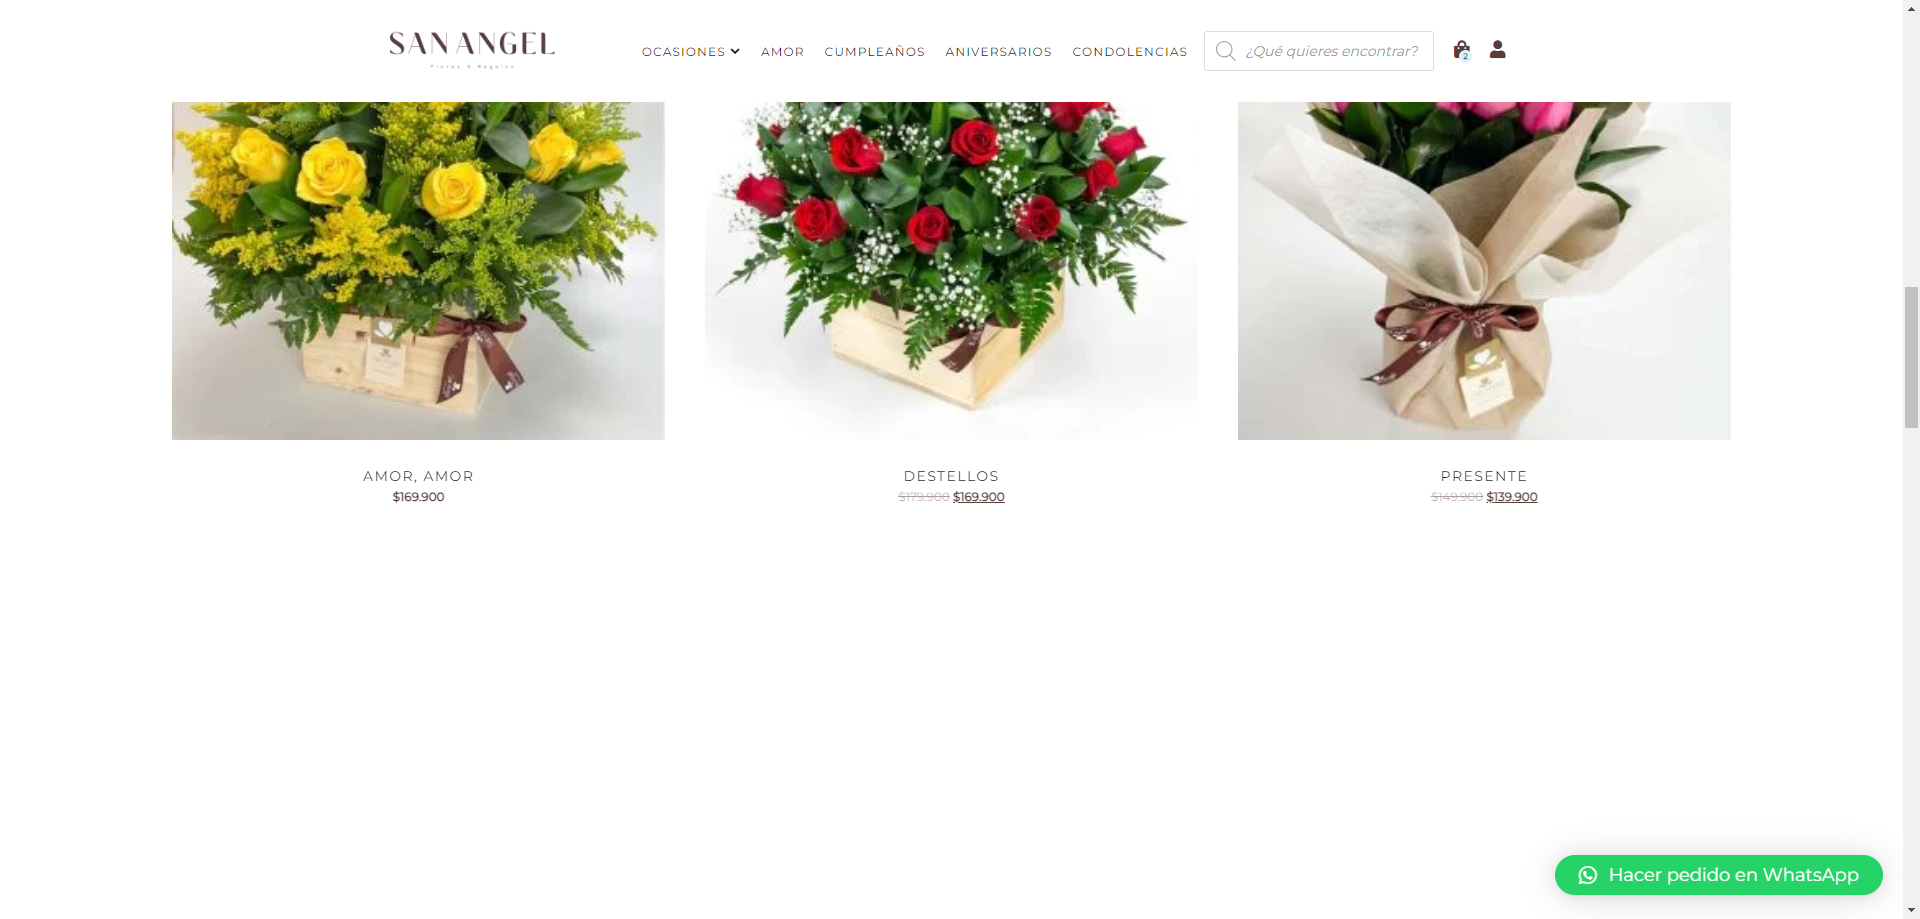 SAN ANGEL
Flores & Regalos
OCASIONES
AMOR
CUMPLEAÑOS
ANIVERSARIOS
CONDOLENCIAS
¿Qué quieres encontrar?
2
AMOR, AMOR
$169.900
DESTELLOS
$179.900 $169.900
PRESENTE
$149.900 $139.900
Hacer pedido en WhatsApp